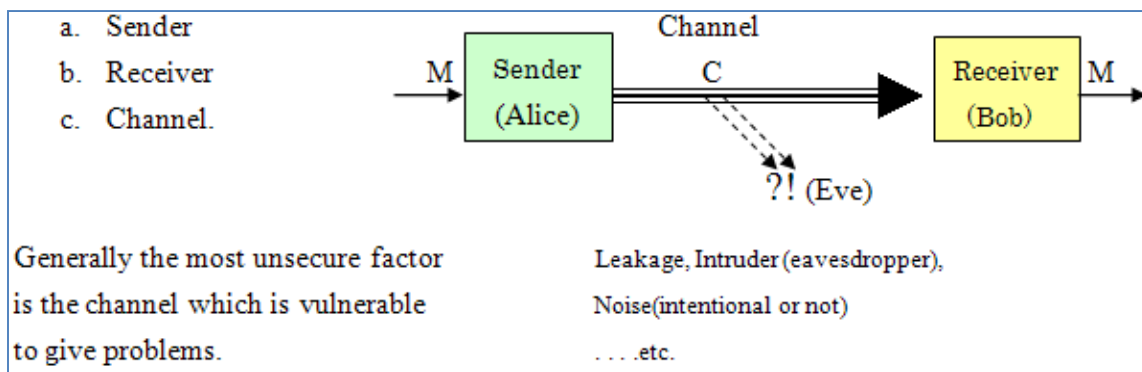 a. Sender
b. Receiver
c. Channel.
Channel
M
Sender
(Alice)
C
Receiver
(Bob)
M
?! (Eve)
Generally the most unsecure factor
is the channel which is vulnerable
to give problems.
Leakage, Intruder (eavesdropper),
Noise(intentional or not)
. . . .etc.